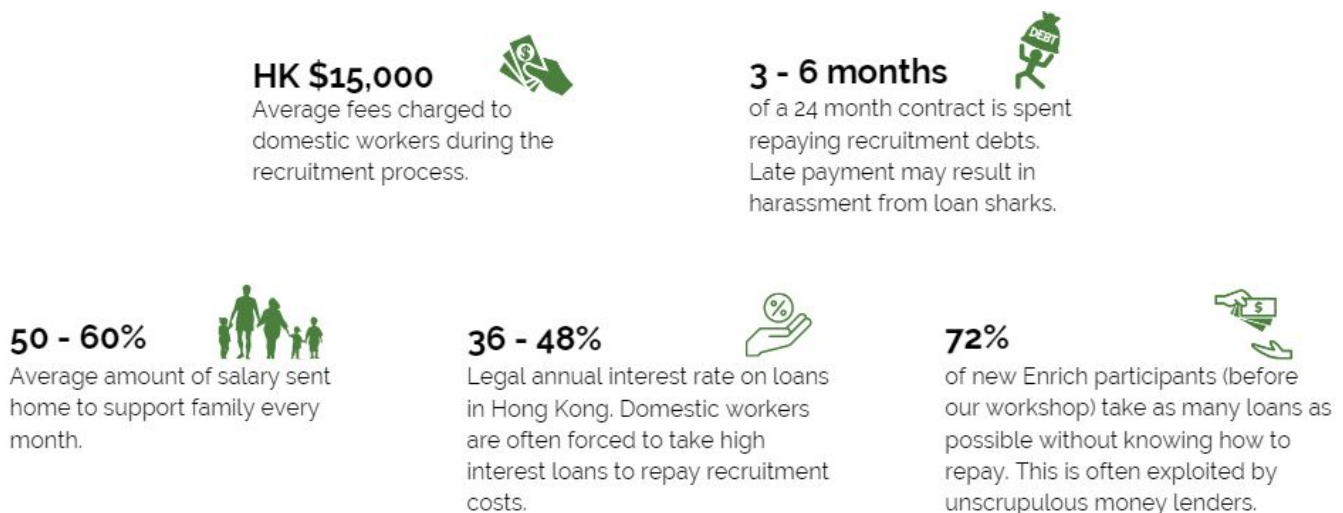 HK $15,000
Average fees charged to
domestic workers during the
recruitment process.
DEBT
3 - 6 months
of a 24 month contract is spent
repaying recruitment debts.
Late payment may result in
harassment from loan sharks.
50 - 60%
Average amount of salary sent
home to support family every
month.
%
36 - 48%
Legal annual interest rate on loans
in Hong Kong. Domestic workers
are often forced to take high
interest loans to repay recruitment
costs.
$
72%
of new Enrich participants (before
our workshop) take as many loans as
possible without knowing how to
repay. This is often exploited by
unscrupulous money lenders.